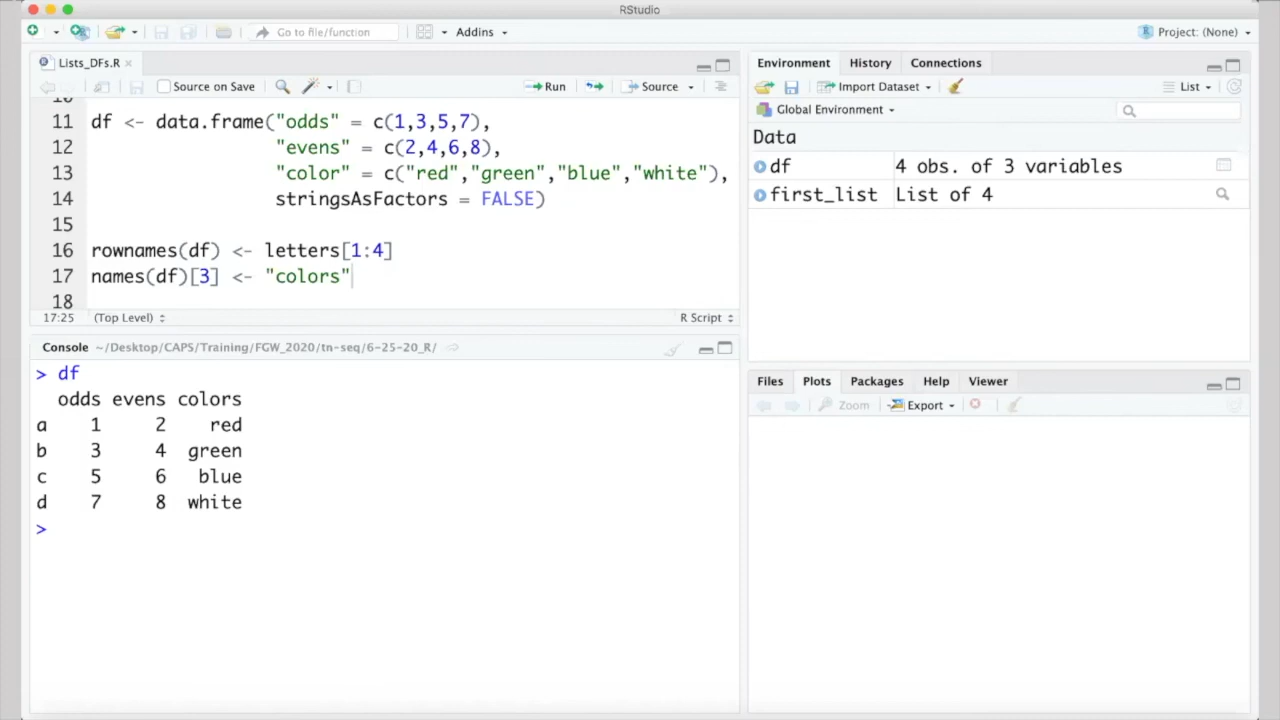 RStudio
Go to file/function
Addins
Project: (None)
Lists_DFs.R
Source on Save
Run
Source
11 df <- data.frame("odds" = c(1,3,5,7),
12 "evens" = c(2,4,6,8),
13 "color" = c("red","green","blue","white"),
14 stringsAsFactors = FALSE)
15
16 rownames(df) <- letters[1:4]
17 names(df)[3] <- "colors"
18
17:25 (Top Level) R Script
Console ~/Desktop/CAPS/Training/FGW_2020/tn-seq/6-25-20_R/
> df
odds evens colors
a 1 2 red
b 3 4 green
c 5 6 blue
d 7 8 white
>
Environment History Connections
Import Dataset List
Global Environment
Data
df 4 obs. of 3 variables
first_list List of 4
Files Plots Packages Help Viewer
Zoom Export